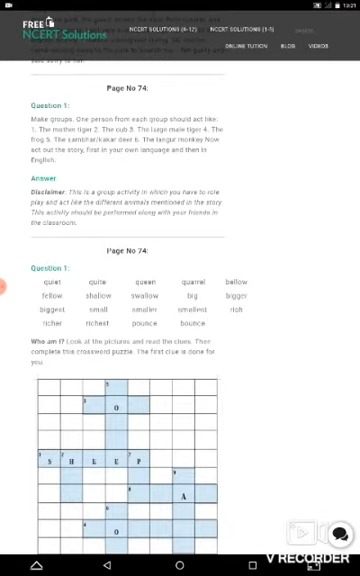 13:21
FREE
NCERT Solutions
NCERT SOLUTIONS (6-12)
NCERT SOLUTIONS (1-5)
ONLINE TUTION
BLOG
VIDEOS
Page No 74:
Question 1:
Make groups. One person from each group should act like:
1. The mother tiger 2. The cub 3. The large male tiger 4. The
frog 5. The sambhar/kakar deer 6. The langur monkey Now
act out the story, first in your own language and then in
English.
Answer
Disclaimer: This is a group activity in which you have to role
play and act like the different animals mentioned in the story.
This activity should be performed along with your friends in
the classroom.
Page No 74:
Question 1:
quiet quite queen quarrel bellow
fellow shallow swallow big bigger
biggest small smaller smallest rich
richer richest pounce bounce
Who am I? Look at the pictures and read the clues. Then
complete this crossword puzzle. The first clue is done for
you.
O
S H E E P
A
O
V RECORDER